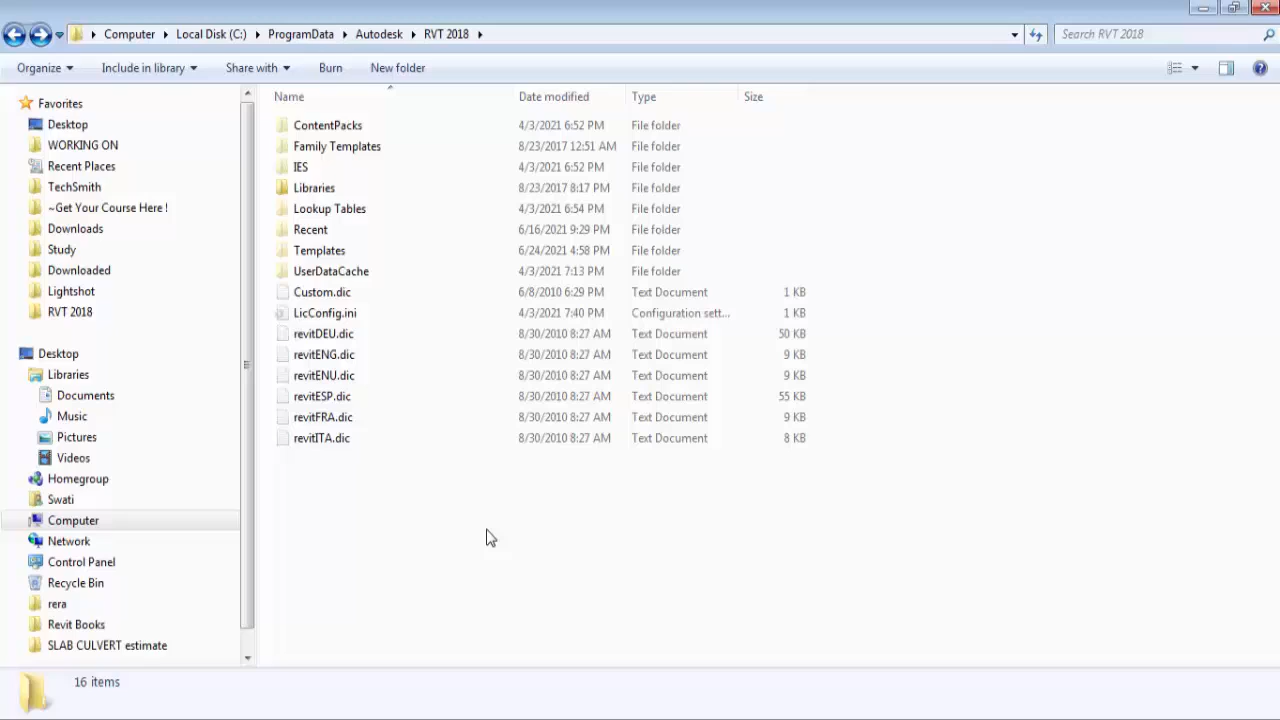 Computer Local Disk (C:) ProgramData Autodesk RVT 2018 Search RVT 2018
Organize Include in library Share with Burn New folder
Favorites
Desktop
WORKING ON
Recent Places
TechSmith
~Get Your Course Here !
Downloads
Study
Downloaded
Lightshot
RVT 2018
Desktop
Libraries
Documents
Music
Pictures
Videos
Homegroup
Swati
Computer
Network
Control Panel
Recycle Bin
rera
Revit Books
SLAB CULVERT estimate
Name Date modified Type Size
ContentPacks 4/3/2021 6:52 PM File folder
Family Templates 8/23/2017 12:51 AM File folder
IES 4/3/2021 6:52 PM File folder
Libraries 8/23/2017 8:17 PM File folder
Lookup Tables 4/3/2021 6:54 PM File folder
Recent 6/16/2021 9:29 PM File folder
Templates 6/24/2021 4:58 PM File folder
UserDataCache 4/3/2021 7:13 PM File folder
Custom.dic 6/8/2010 6:29 PM Text Document 1 KB
LicConfig.ini 4/3/2021 7:40 PM Configuration sett... 1 KB
revitDEU.dic 8/30/2010 8:27 AM Text Document 50 KB
revitENG.dic 8/30/2010 8:27 AM Text Document 9 KB
revitENU.dic 8/30/2010 8:27 AM Text Document 9 KB
revitESP.dic 8/30/2010 8:27 AM Text Document 55 KB
revitFRA.dic 8/30/2010 8:27 AM Text Document 9 KB
revitITA.dic 8/30/2010 8:27 AM Text Document 8 KB
16 items